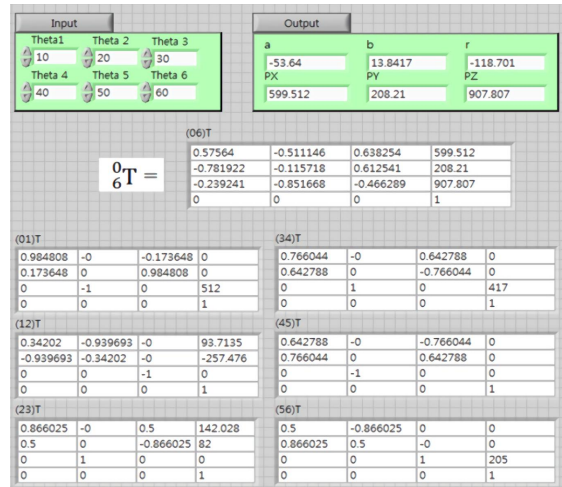 Input
Output
Theta1 Theta 2 Theta 3
10 20 30
Theta 4 Theta 5 Theta 6
40 50 60
a b r
-53.64 13.8417 -118.701
PX PY PZ
599.512 208.21 907.807
(06)T
0.57564 -0.511146 0.638254 599.512
-0.781922 -0.115718 0.612541 208.21
-0.239241 -0.851668 -0.466289 907.807
0 0 0 1
0
6 T =
(01)T
0.984808 -0 -0.173648 0
0.173648 0 0.984808 0
0 -1 0 512
0 0 0 1
(34)T
0.766044 -0 0.642788 0
0.642788 0 -0.766044 0
0 1 0 417
0 0 0 1
(12)T
0.34202 -0.939693 -0 93.7135
-0.939693 -0.34202 -0 -257.476
0 0 -1 0
0 0 0 1
(45)T
0.642788 -0 -0.766044 0
0.766044 0 0.642788 0
0 -1 0 0
0 0 0 1
(23)T
0.866025 -0 0.5 142.028
0.5 0 -0.866025 82
0 1 0 0
0 0 0 1
(56)T
0.5 -0.866025 0 0
0.866025 0.5 -0 0
0 0 1 205
0 0 0 1